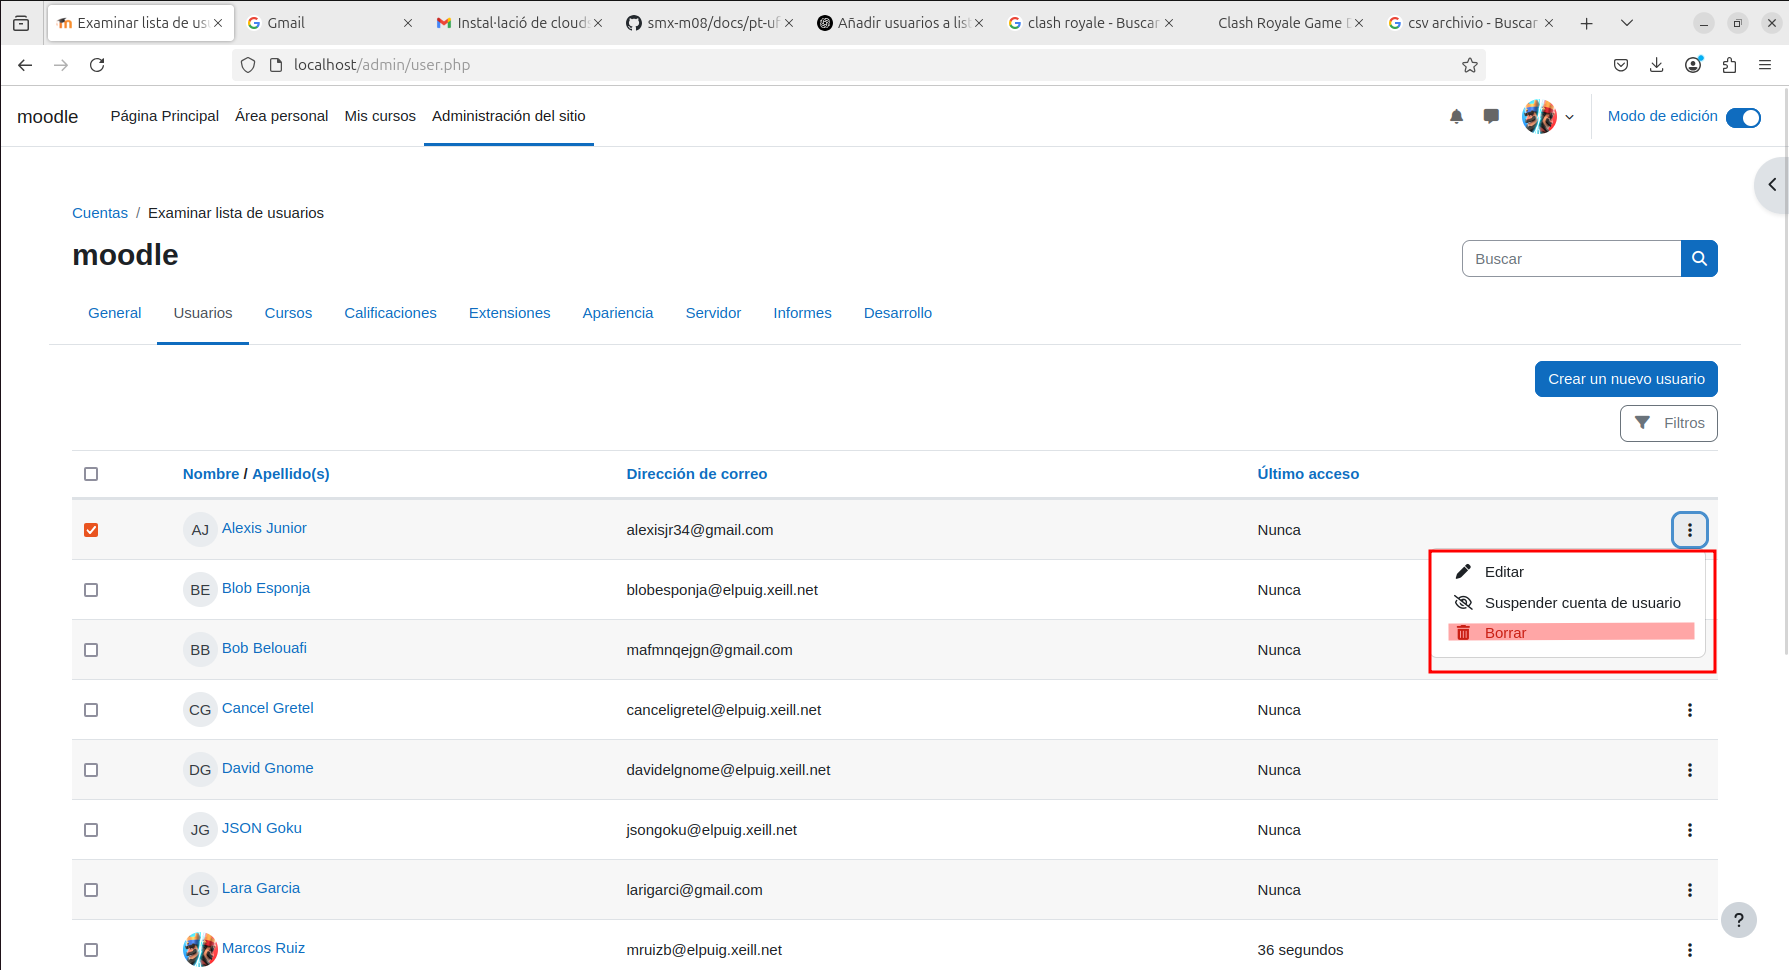 Examinar lista de us
Gmail
Instal·lació de cloud
smx-m08/docs/pt-uf
Añadir usuarios a list
clash royale - Buscar
Clash Royale Game D
csv archivio - Buscar
localhost/admin/user.php
moodle
Página Principal
Área personal
Mis cursos
Administración del sitio
Modo de edición
Cuentas / Examinar lista de usuarios
moodle
Buscar
General
Usuarios
Cursos
Calificaciones
Extensiones
Apariencia
Servidor
Informes
Desarrollo
Crear un nuevo usuario
Filtros
Nombre / Apellido(s)
Dirección de correo
Último acceso
AJ Alexis Junior
alexisjr34@gmail.com
Nunca
Editar
Suspender cuenta de usuario
Borrar
BE Blob Esponja
blobesponja@elpuig.xeill.net
Nunca
BB Bob Belouafi
mafmnqejgn@gmail.com
Nunca
CG Cancel Gretel
canceligretel@elpuig.xeill.net
Nunca
DG David Gnome
davidelgnome@elpuig.xeill.net
Nunca
JG JSON Goku
jsongoku@elpuig.xeill.net
Nunca
LG Lara Garcia
larigarci@gmail.com
Nunca
Marcos Ruiz
mruizb@elpuig.xeill.net
36 segundos
?